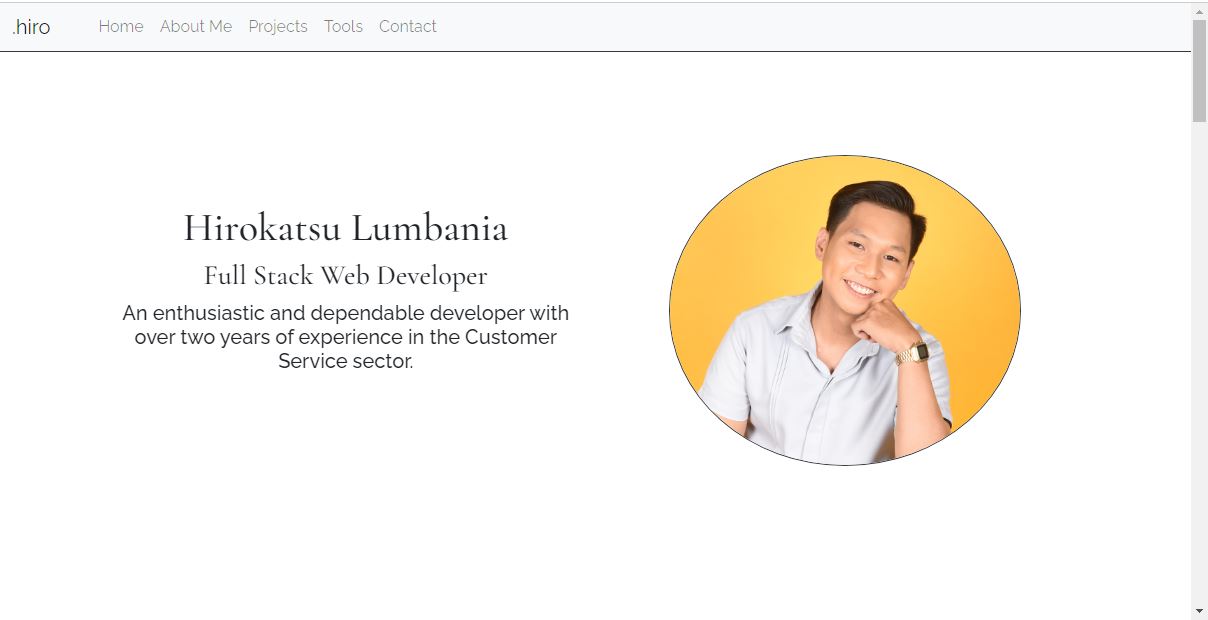 .hiro Home About Me Projects Tools Contact
Hirokatsu Lumbania
Full Stack Web Developer
An enthusiastic and dependable developer with
over two years of experience in the Customer
Service sector.